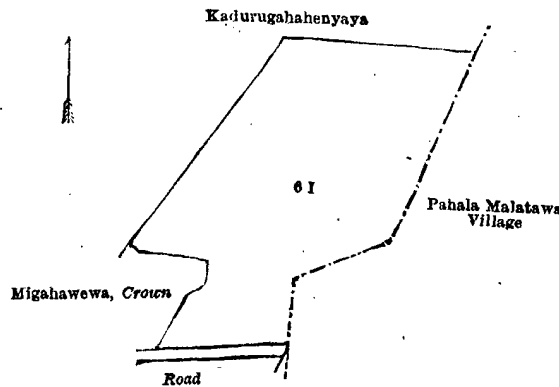 Kadurugahahenyaya
6 I
Pahala Malatawa
Village
Migahawewa, Crown
Road